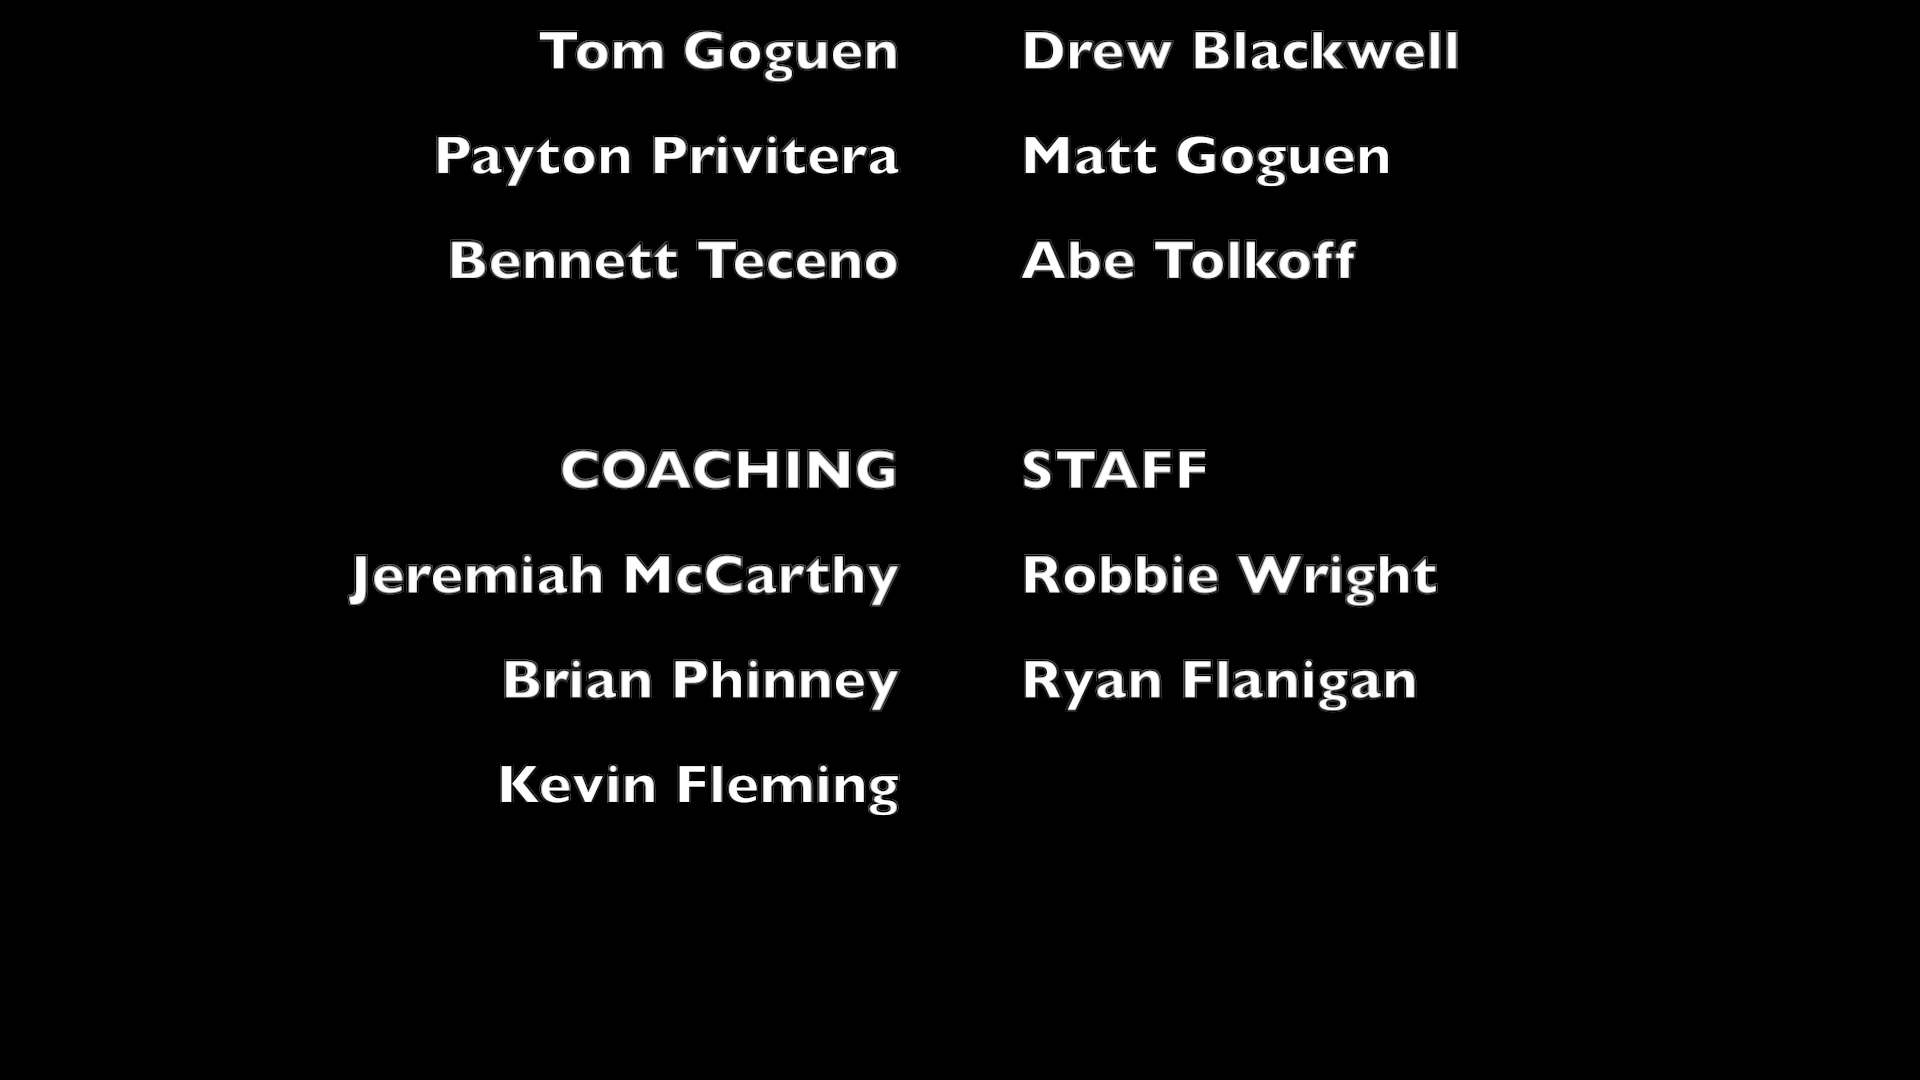 Tom Goguen Drew Blackwell
Payton Privitera Matt Goguen
Bennett Teceno Abe Tolkoff
COACHING STAFF
Jeremiah McCarthy Robbie Wright
Brian Phinney Ryan Flanigan
Kevin Fleming